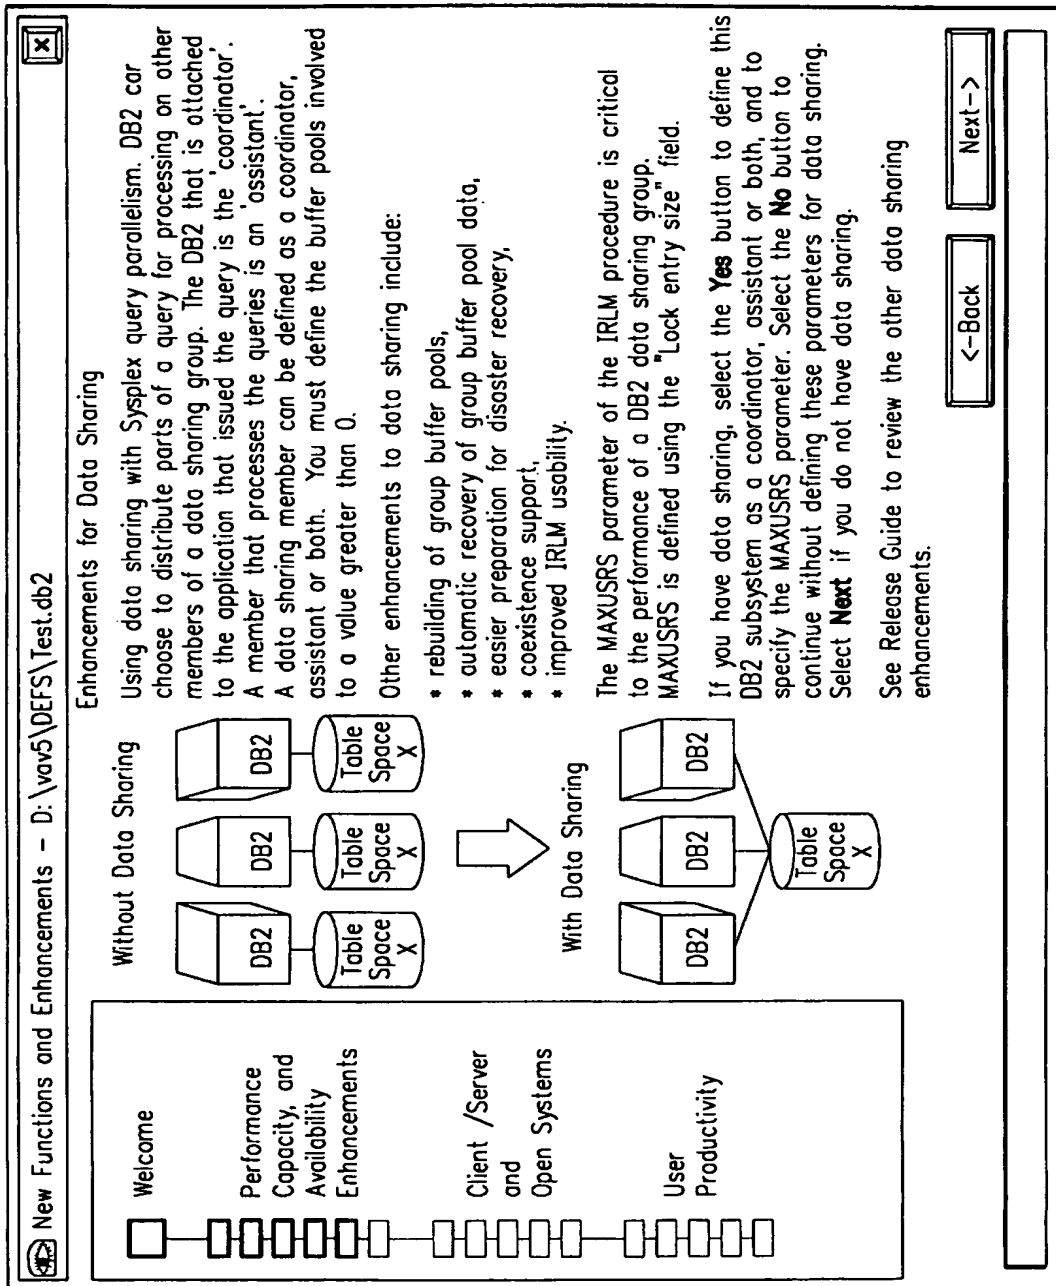 New Functions and Enhancements – D: \vav5\DEFS\Test.db2
x
Welcome
Performance
Capacity, and
Availability
Enhancements
Client /Server
and
Open Systems
User
Productivity
Without Data Sharing
DB2
DB2
DB2
Table
Space
X
Table
Space
X
Table
Space
X
With Data Sharing
DB2
DB2
DB2
Table
Space
X
Enhancements for Data Sharing
Using data sharing with Sysplex query parallelism. DB2 car
choose to distribute parts of a query for processing on other
members of a data sharing group. The DB2 that is attached
to the application that issued the query is the 'coordinator'.
A member that processes the queries is an 'assistant'.
A data sharing member can be defined as a coordinator,
assistant or both. You must define the buffer pools involved
to a value greater than 0.
Other enhancements to data sharing include:
* rebuilding of group buffer pools,
* automatic recovery of group buffer pool data,
* easier preparation for disaster recovery,
* coexistence support,
* improved IRLM usability.
The MAXUSRS parameter of the IRLM procedure is critical
to the performance of a DB2 data sharing group.
MAXUSRS is defined using the "Lock entry size" field.
If you have data sharing, select the Yes button to define this
DB2 subsystem as a coordinator, assistant or both, and to
specify the MAXUSRS parameter. Select the No button to
continue without defining these parameters for data sharing.
Select Next if you do not have data sharing.
See Release Guide to review the other data sharing
enhancements.
<–Back
Next–>